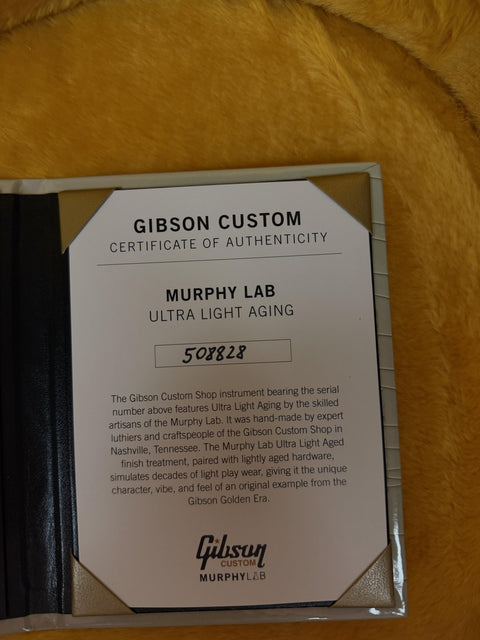 GIBSON CUSTOM
CERTIFICATE OF AUTHENTICITY
MURPHY LAB
ULTRA LIGHT AGING
508828
The Gibson Custom Shop instrument bearing the serial
number above features Ultra Light Aging by the skilled
artisans of the Murphy Lab. It was hand-made by expert
luthiers and craftspeople of the Gibson Custom Shop in
Nashville, Tennessee. The Murphy Lab Ultra Light Aged
finish treatment, paired with lightly aged hardware,
simulates decades of light play wear, giving it the unique
character, vibe, and feel of an original example from the
Gibson Golden Era.
Gibson
CUSTOM
MURPHYLAB